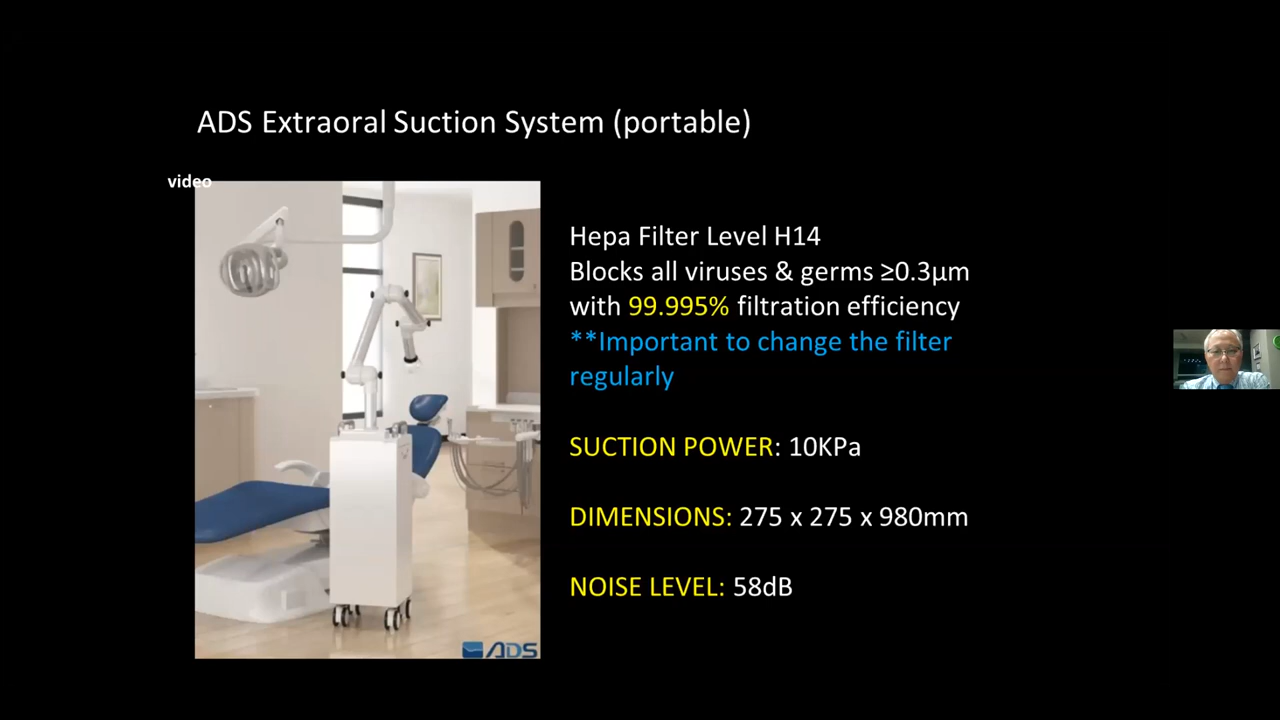 ADS Extraoral Suction System (portable)
video
Hepa Filter Level H14
Blocks all viruses & germs ≥0.3µm
with 99.995% filtration efficiency
**Important to change the filter
regularly
SUCTION POWER: 10KPa
DIMENSIONS: 275 x 275 x 980mm
NOISE LEVEL: 58dB
ADS